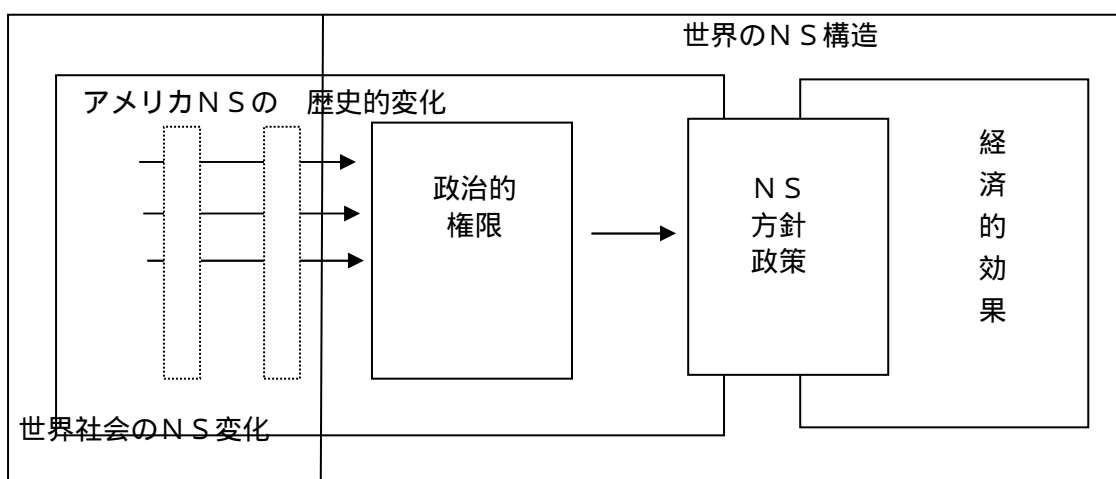 世界のＮＳ構造
アメリカＮＳの　歴史的変化
政治的
権限
ＮＳ
方針
政策
経
済
的
効
果
世界社会のＮＳ変化